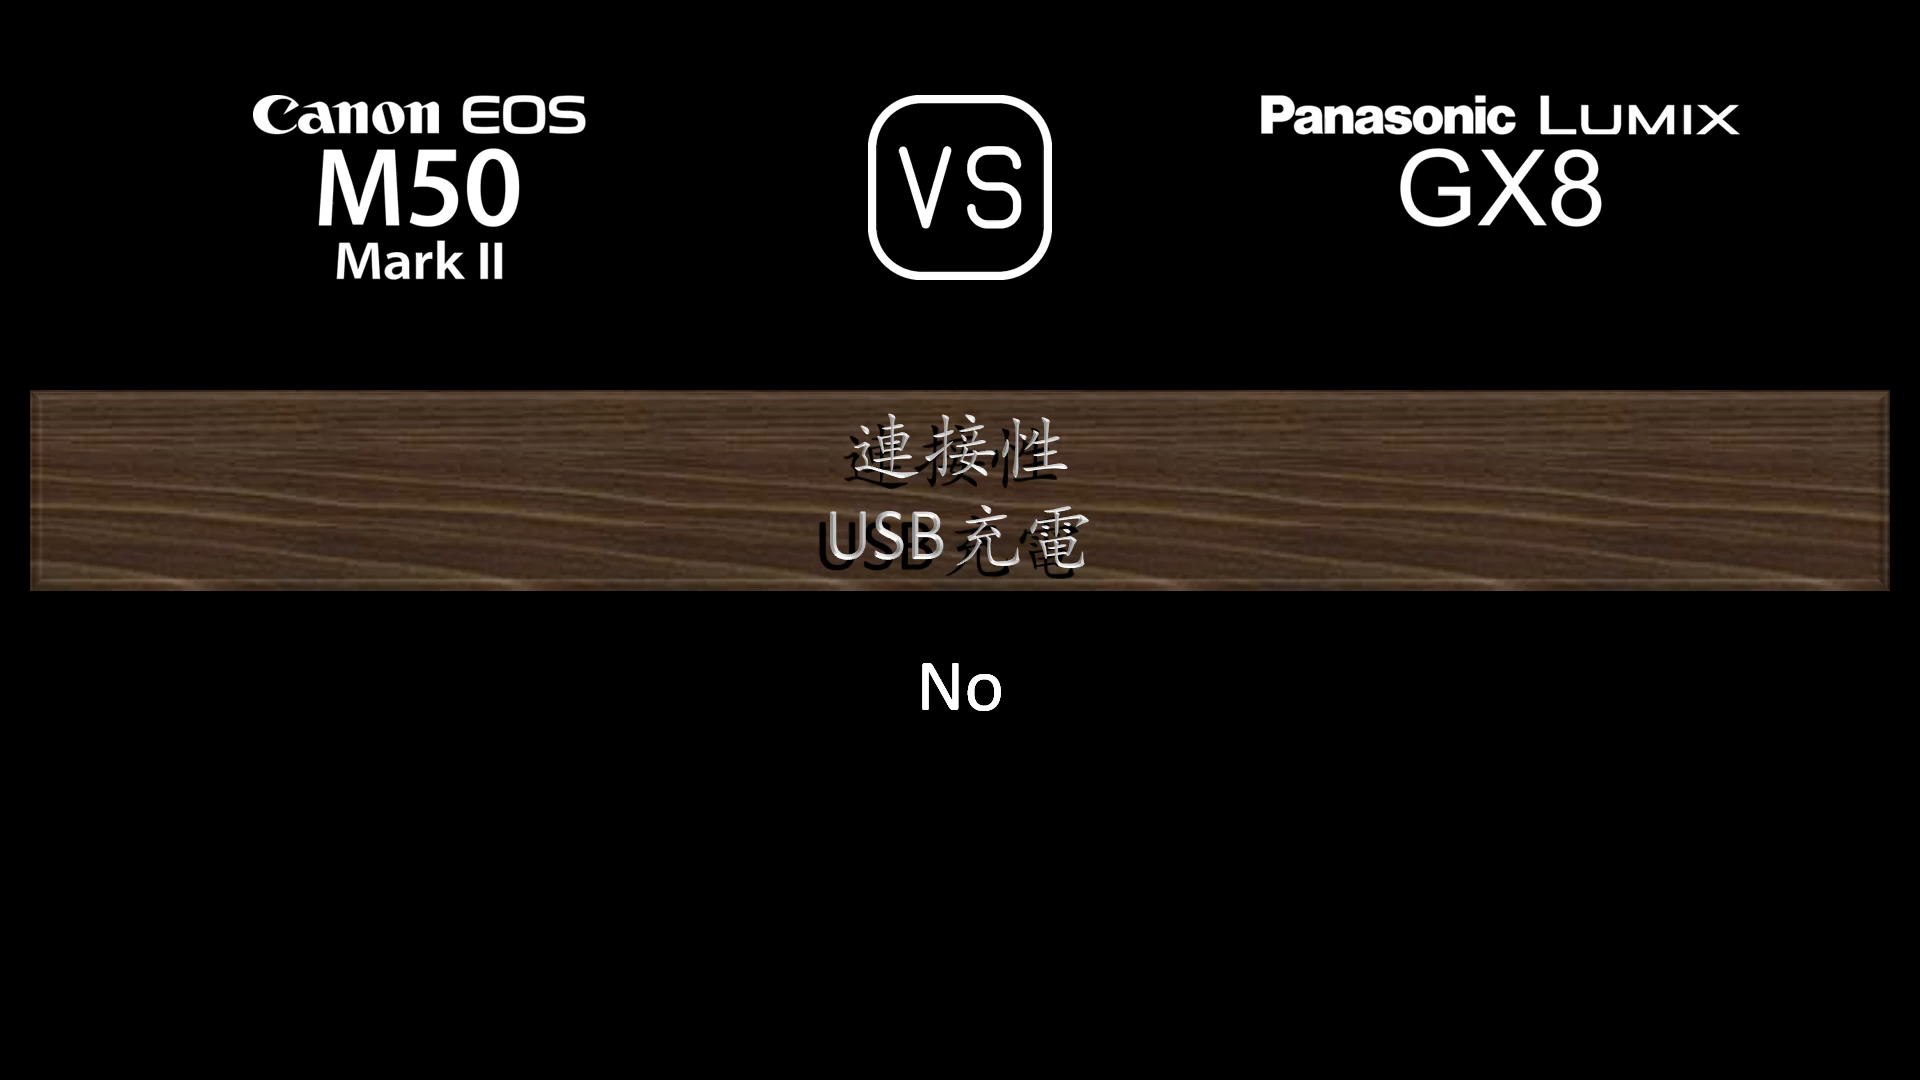 Canon EOS
M50
Mark II
VS
Panasonic LUMIX
GX8
連接性
USB 充電
No